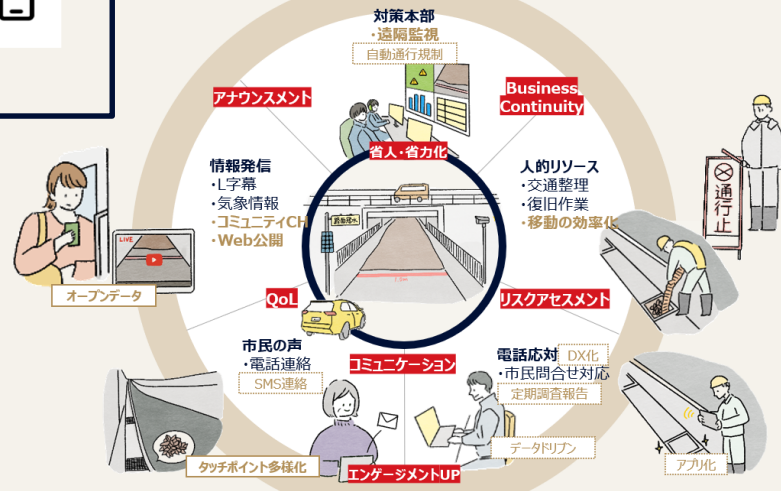 対策本部
・遠隔監視
自動通行規制
アナウンスメント
Business
Continuity
省人・省力化
情報発信
・L字幕
・気象情報
・コミュニティCH
・Web公開
人的リソース
・交通整理
・復旧作業
・移動の効率化
通行止
LIVE
オープンデータ
QoL
リスクアセスメント
市民の声
・電話連絡
SMS連絡
コミュニケーション
電話応対
DX化
・市民問合せ対応
定期調査報告
データドリブン
タッチポイント多様化
エンゲージメントUP
アプリ化